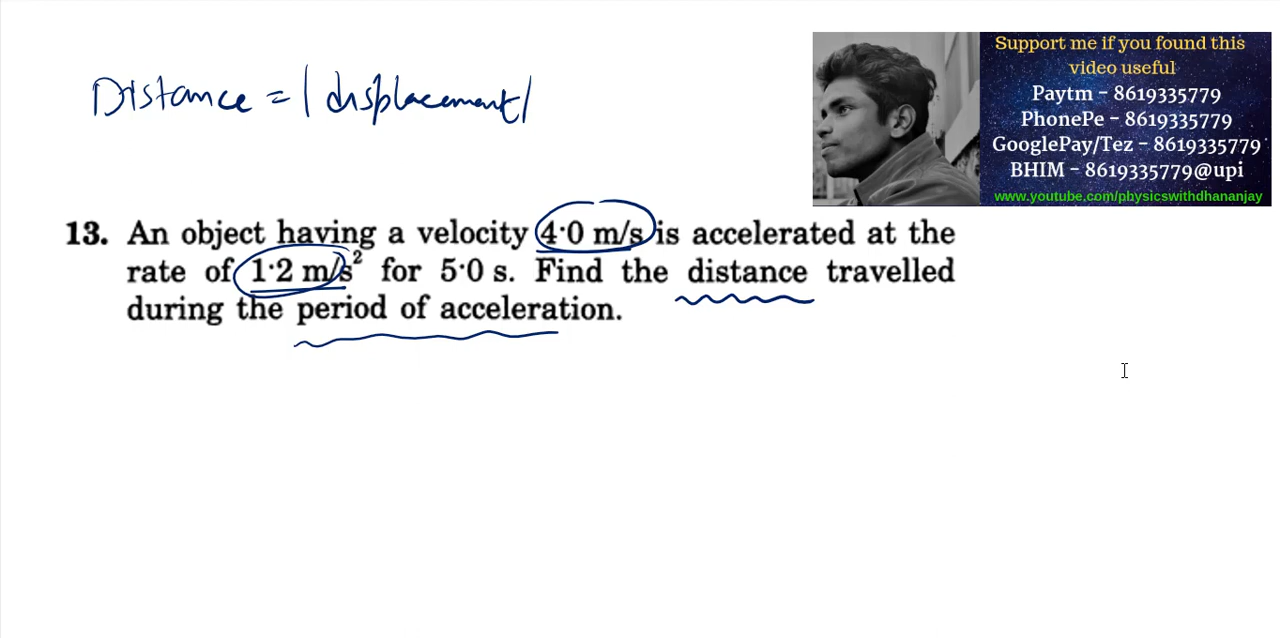 Distance = | displacement |
Support me if you found this
video useful
Paytm – 8619335779
PhonePe – 8619335779
GooglePay/Tez – 8619335779
BHIM – 8619335779@upi
www.youtube.com/physicswithdhananjay
13. An object having a velocity 4·0 m/s is accelerated at the
rate of 1·2 m/s² for 5·0 s. Find the distance travelled
during the period of acceleration.